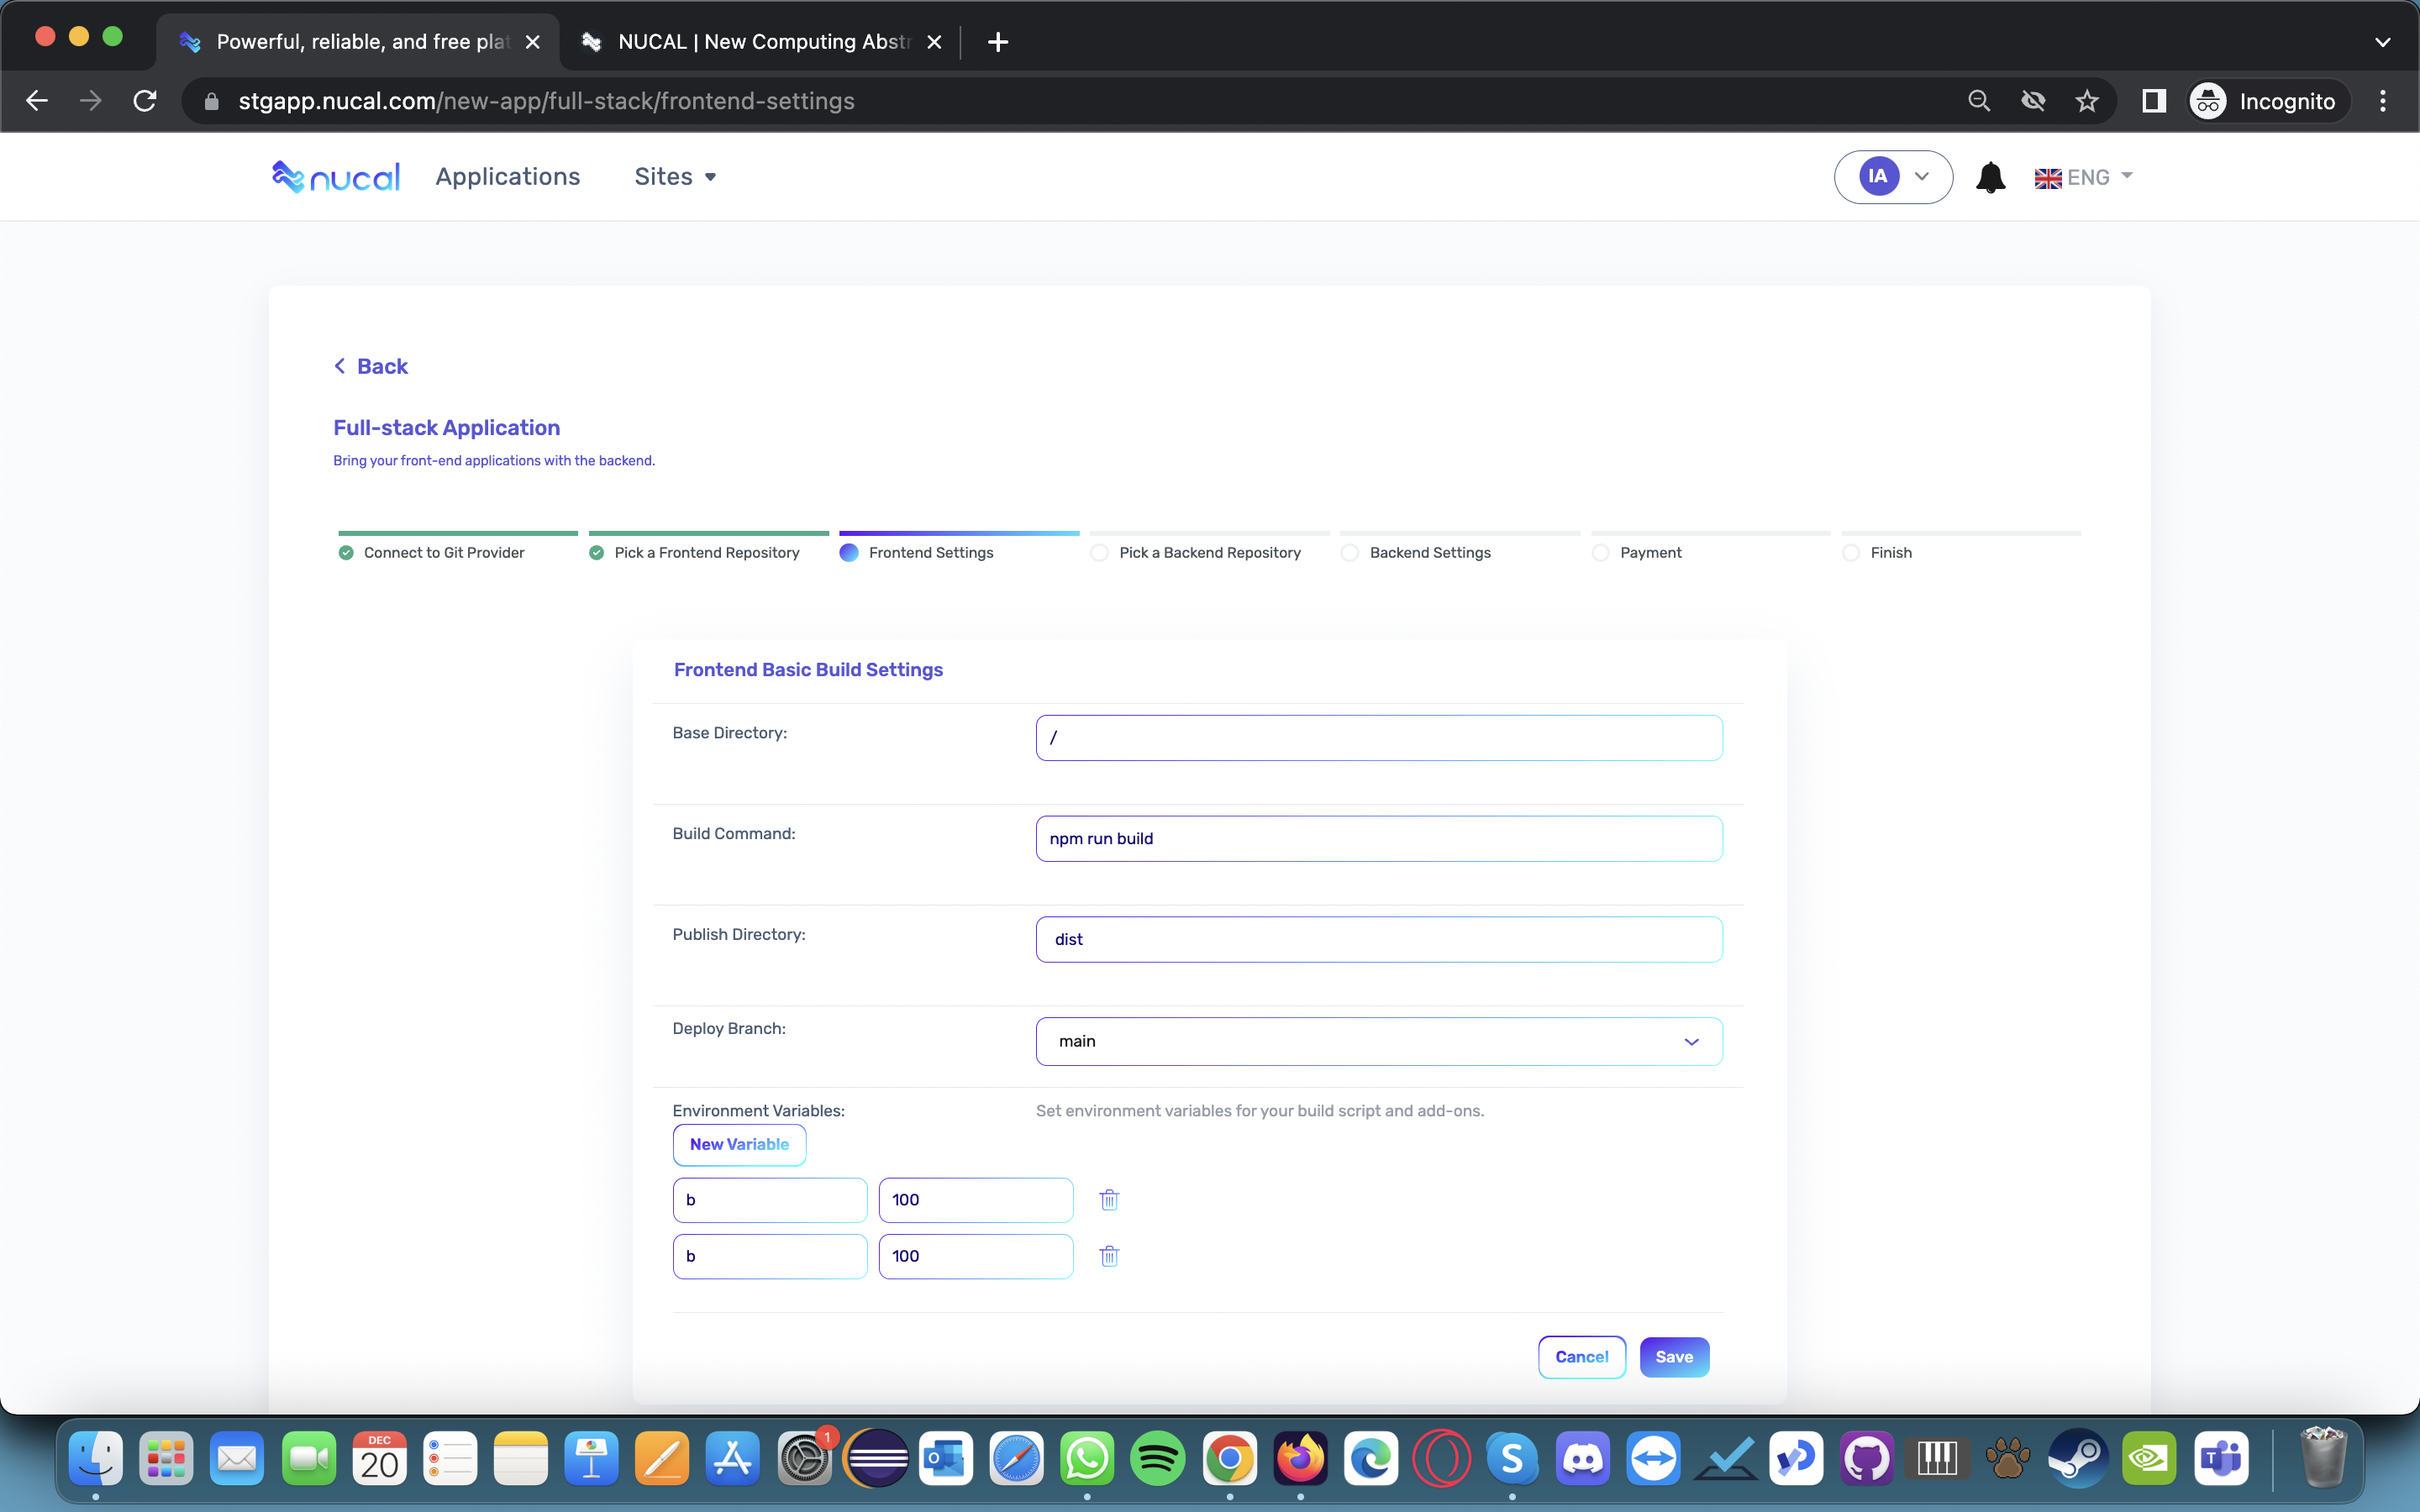 Powerful, reliable, and free plat
NUCAL | New Computing Abstr
stgapp.nucal.com/new-app/full-stack/frontend-settings
Incognito
nucal
Applications
Sites
IA
ENG
Back
Full-stack Application
Bring your front-end applications with the backend.
Connect to Git Provider
Pick a Frontend Repository
Frontend Settings
Pick a Backend Repository
Backend Settings
Payment
Finish
Frontend Basic Build Settings
Base Directory:
/
Build Command:
npm run build
Publish Directory:
dist
Deploy Branch:
main
Environment Variables:
Set environment variables for your build script and add-ons.
New Variable
b
100
b
100
Cancel
Save
DEC
20
1